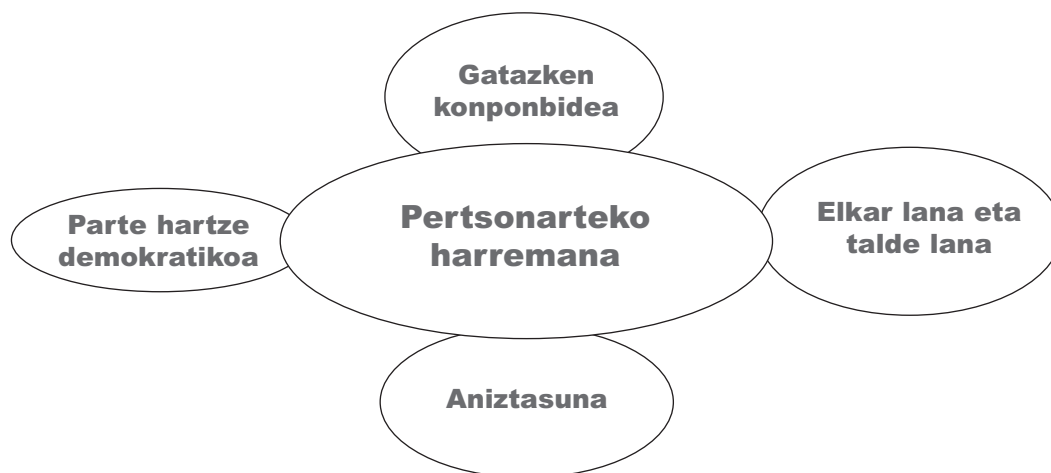 Gatazken
konponbidea
Parte hartze
demokratikoa
Pertsonarteko
harremana
Elkar lana eta
talde lana
Aniztasuna